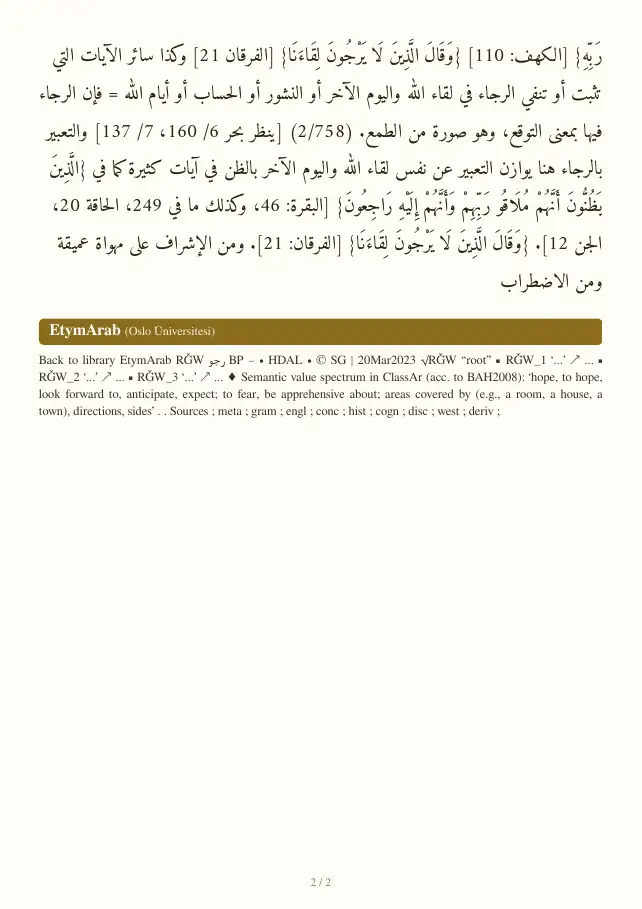 رَبِّهِ} [الكهف: 110] {وَقَالَ الَّذِينَ لَا يَرْجُونَ لِقَاءَنَا} [الفرقان 21] وكذا سائر الآيات التي
تثبت أو تنفي الرجاء في لقاء الله واليوم الآخر أو النشور أو الحساب أو أيام الله = فإن الرجاء
فيها بمعنى التوقع، وهو صورة من الطمع. (2/758) [ينظر بحر 6/ 160، 7/ 137] والتعبير
بالرجاء هنا يوازن التعبير عن نفس لقاء الله واليوم الآخر بالظن في آيات كثيرة كما في {الَّذِينَ
يَظُنُّونَ أَنَّهُمْ مُلَاقُو رَبِّهِمْ وَأَنَّهُمْ إِلَيْهِ رَاجِعُونَ} [البقرة: 46، وكذلك ما في 249، الحاقة 20،
الجن 12]. {وَقَالَ الَّذِينَ لَا يَرْجُونَ لِقَاءَنَا} [الفرقان: 21]. ومن الإشراف على مهواة عميقة
ومن الاضطراب
EtymArab (Oslo Üniversitesi)
Back to library EtymArab RǦW رجو BP – • HDAL • © SG | 20Mar2023 √RǦW “root” ▪ RǦW_1 ‘...’ ↗ ... ▪
RǦW_2 ‘...’ ↗ ... ▪ RǦW_3 ‘...’ ↗ ... ♦ Semantic value spectrum in ClassAr (acc. to BAH2008): ‘hope, to hope,
look forward to, anticipate, expect; to fear, be apprehensive about; areas covered by (e.g., a room, a house, a
town), directions, sides’ . . Sources ; meta ; gram ; engl ; conc ; hist ; cogn ; disc ; west ; deriv ;
2 / 2